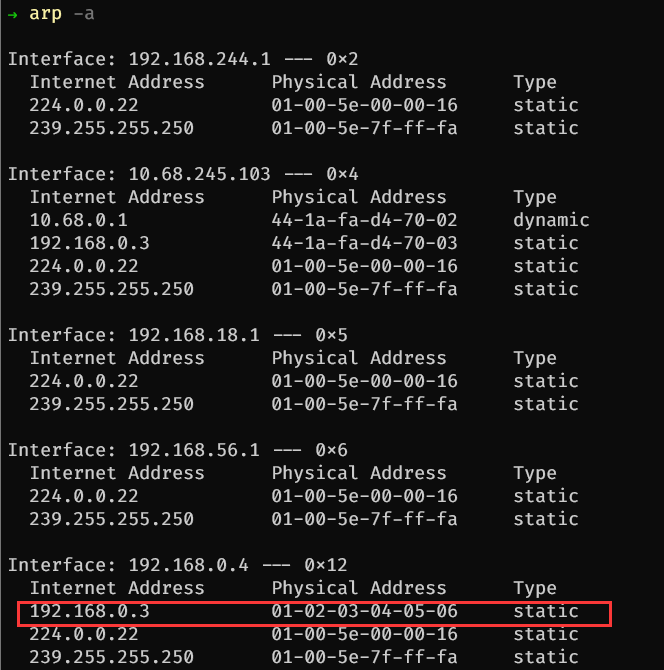 → arp -a
Interface: 192.168.244.1 --- 0×2
Internet Address Physical Address Type
224.0.0.22 01-00-5e-00-00-16 static
239.255.255.250 01-00-5e-7f-ff-fa static
Interface: 10.68.245.103 --- 0×4
Internet Address Physical Address Type
10.68.0.1 44-1a-fa-d4-70-02 dynamic
192.168.0.3 44-1a-fa-d4-70-03 static
224.0.0.22 01-00-5e-00-00-16 static
239.255.255.250 01-00-5e-7f-ff-fa static
Interface: 192.168.18.1 --- 0×5
Internet Address Physical Address Type
224.0.0.22 01-00-5e-00-00-16 static
239.255.255.250 01-00-5e-7f-ff-fa static
Interface: 192.168.56.1 --- 0×6
Internet Address Physical Address Type
224.0.0.22 01-00-5e-00-00-16 static
239.255.255.250 01-00-5e-7f-ff-fa static
Interface: 192.168.0.4 --- 0×12
Internet Address Physical Address Type
192.168.0.3 01-02-03-04-05-06 static
224.0.0.22 01-00-5e-00-00-16 static
239.255.255.250 01-00-5e-7f-ff-fa static